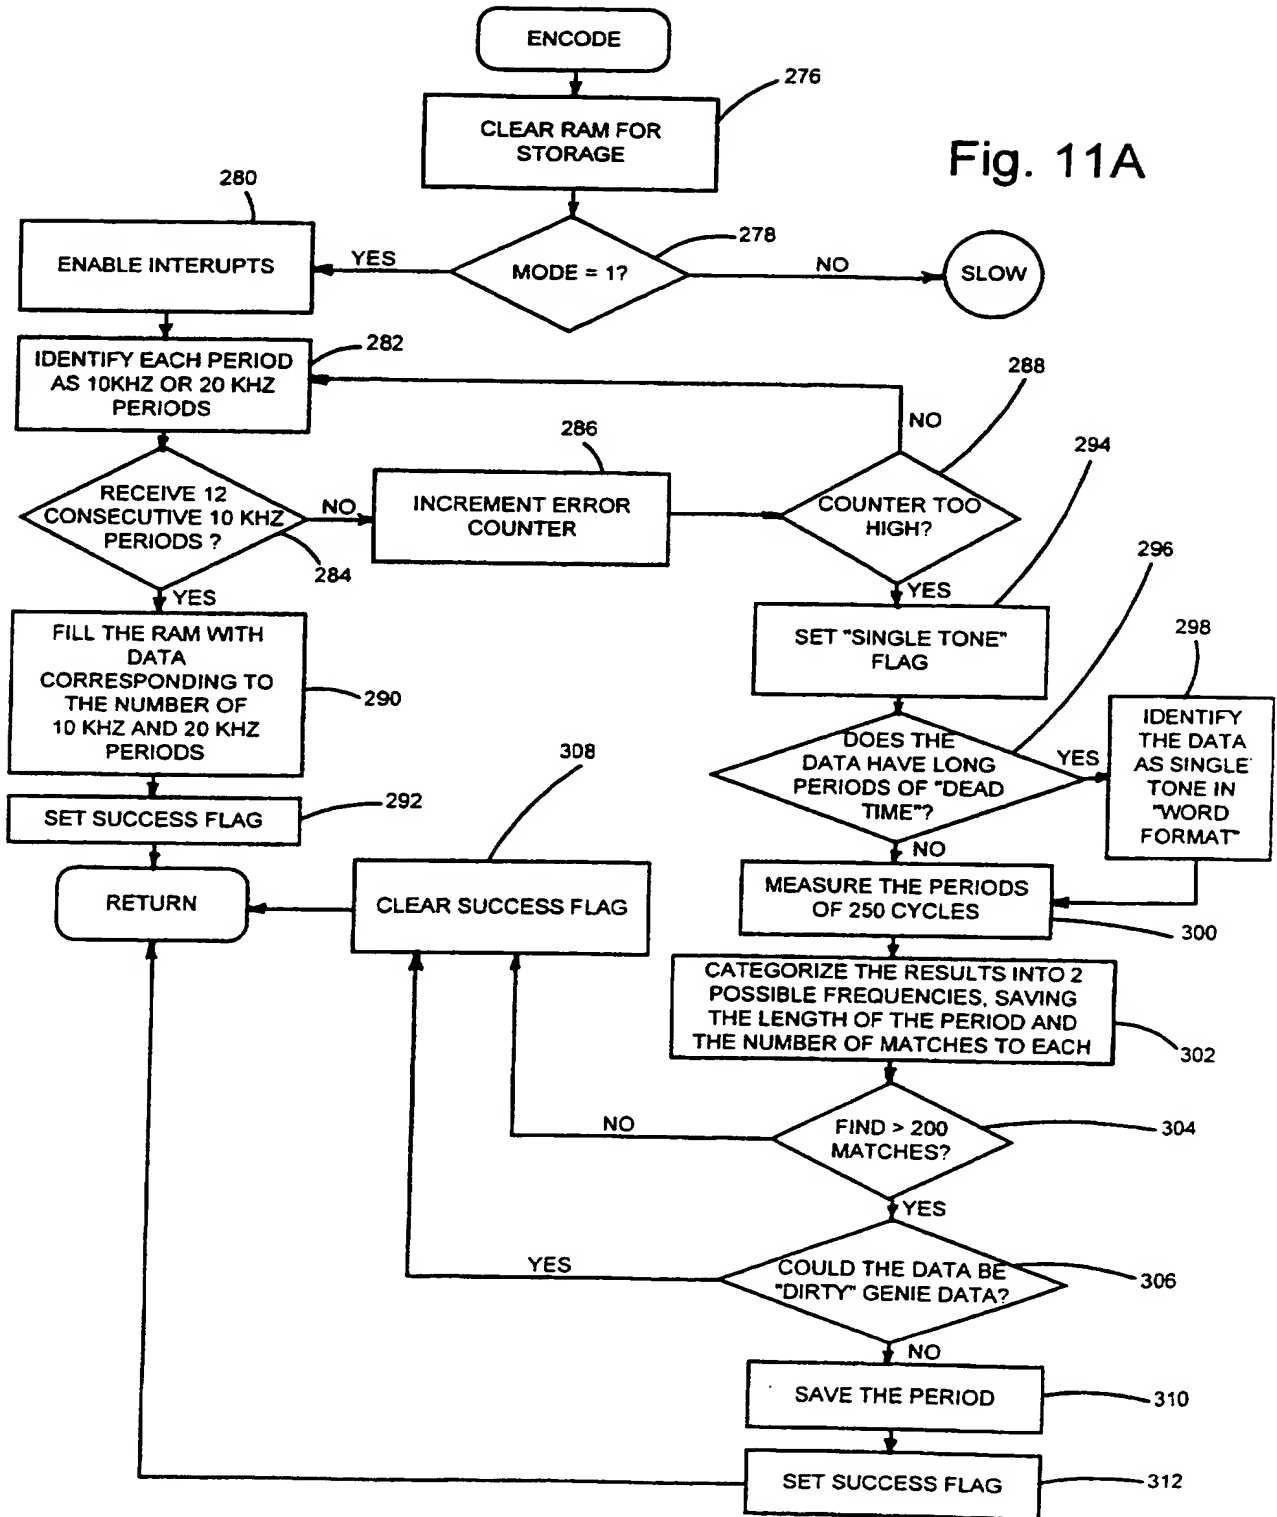 ENCODE
276
CLEAR RAM FOR
STORAGE
Fig. 11A
280
278
ENABLE INTERUPTS
YES
MODE = 1?
NO
SLOW
282
IDENTIFY EACH PERIOD
AS 10KHZ OR 20 KHZ
PERIODS
288
NO
286
294
RECEIVE 12
CONSECUTIVE 10 KHZ
PERIODS ?
NO
INCREMENT ERROR
COUNTER
COUNTER TOO
HIGH?
284
296
YES
YES
FILL THE RAM WITH
DATA
CORRESPONDING TO
THE NUMBER OF
10 KHZ AND 20 KHZ
PERIODS
290
SET "SINGLE TONE"
FLAG
298
308
DOES THE
DATA HAVE LONG
PERIODS OF "DEAD
TIME"?
YES
IDENTIFY
THE DATA
AS SINGLE
TONE IN
"WORD
FORMAT"
SET SUCCESS FLAG
292
NO
RETURN
CLEAR SUCCESS FLAG
MEASURE THE PERIODS
OF 250 CYCLES
300
CATEGORIZE THE RESULTS INTO 2
POSSIBLE FREQUENCIES, SAVING
THE LENGTH OF THE PERIOD AND
THE NUMBER OF MATCHES TO EACH
302
NO
FIND > 200
MATCHES?
304
YES
YES
COULD THE DATA BE
"DIRTY" GENIE DATA?
306
NO
SAVE THE PERIOD
310
SET SUCCESS FLAG
312